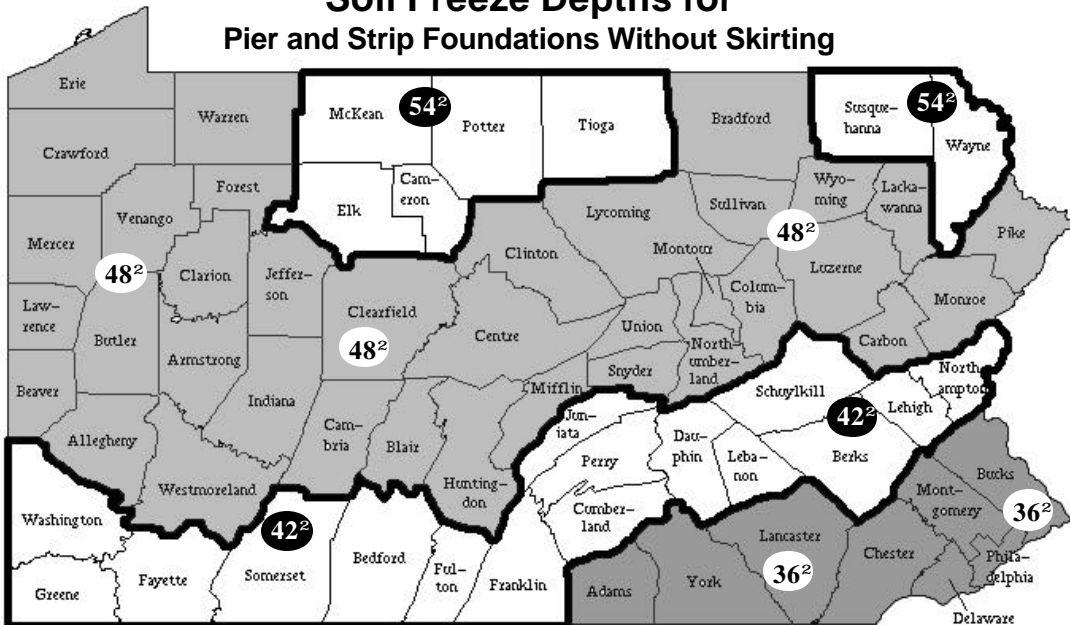 Soil Freeze Depths for
Pier and Strip Foundations Without Skirting
Erie
Warren
McKean
54²
Potter
Tioga
Bradford
Susque-
hanna
54²
Wayne
Crawford
Forest
Elk
Cam-
eron
Lycoming
Sullivan
Wyo-
ming
Lacka-
wanna
Venango
Mercer
48²
Clarion
Jeffer-
son
Clinton
Montour
48²
Luzerne
Pike
Law-
rence
Butler
Armstrong
Clearfield
48²
Centre
Union
Colum-
bia
Monroe
Carbon
Beaver
Indiana
Snyder
North-
umber-
land
Mifflin
Schuylkill
North-
ampton
Lehigh
Allegheny
Cam-
bria
Blair
Jun-
iata
42²
Berks
Westmoreland
Hunting-
don
Perry
Dau-
phin
Leba-
non
Bucks
Washington
42²
Cumber-
land
Mont-
gomery
36²
Lancaster
Bedford
Somerset
Fayette
Greene
Ful-
ton
Franklin
Adams
York
36²
Chester
Phila-
delphia
Delaware